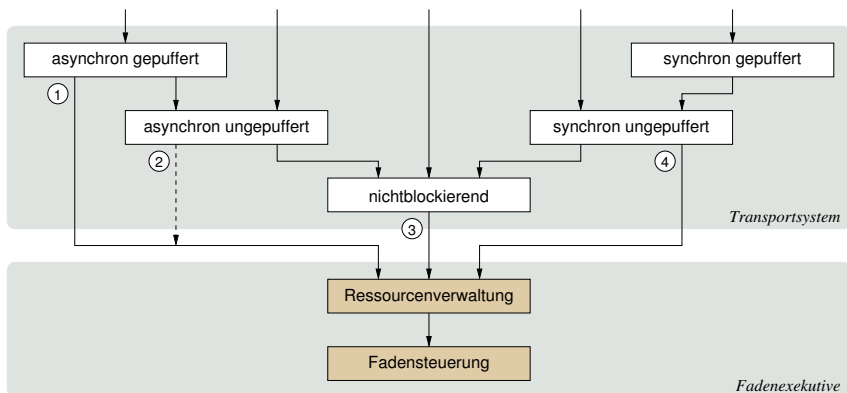 asynchron gepuffert
synchron gepuffert
1
asynchron ungepuffert
synchron ungepuffert
2
4
nichtblockierend
3
Transportsystem
Ressourcenverwaltung
Fadensteuerung
Fadenexekutive